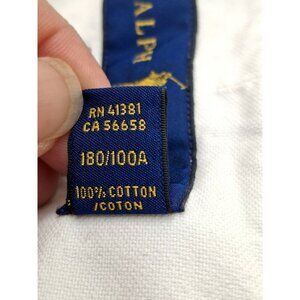 RALPH
RN 41381
CA 56658
180/100A
100% COTTON
/COTON